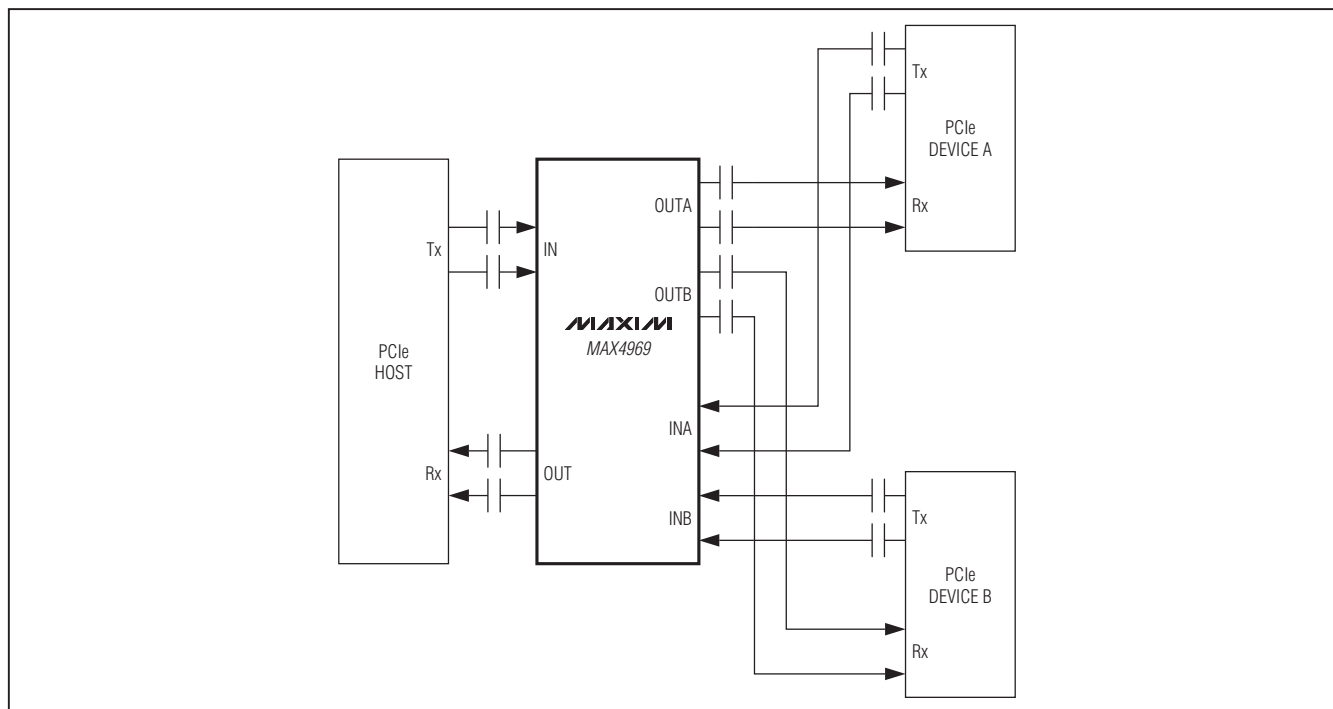 Tx
PCIe
DEVICE A
Rx
OUTA
OUTB
Tx
IN
MAXIM
MAX4969
PCIe
HOST
INA
Rx
OUT
INB
Tx
PCIe
DEVICE B
Rx